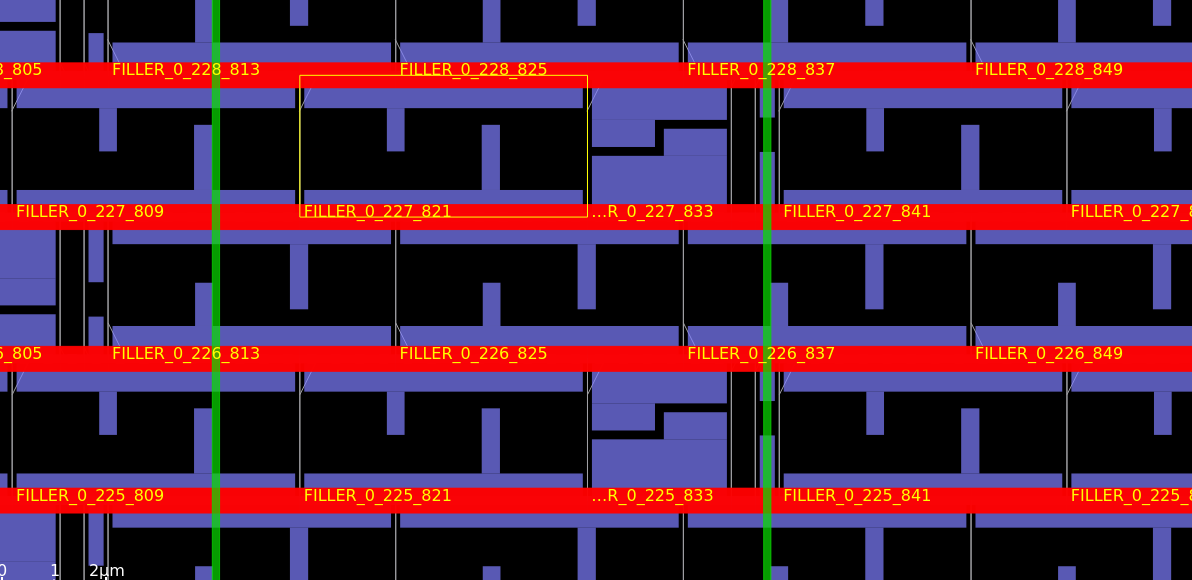 3_805 FILLER_0_228_813 FILLER_0_228_825 FILLER_0_228_837 FILLER_0_228_849
FILLER_0_227_809 FILLER_0_227_821 ...R_0_227_833 FILLER_0_227_841 FILLER_0_227_8
6_805 FILLER_0_226_813 FILLER_0_226_825 FILLER_0_226_837 FILLER_0_226_849
FILLER_0_225_809 FILLER_0_225_821 ...R_0_225_833 FILLER_0_225_841 FILLER_0_225_8
0 1 2μm